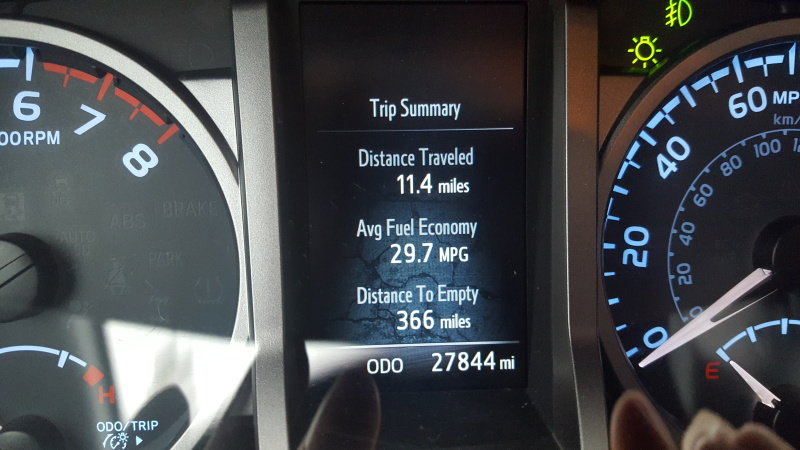 Trip Summary
Distance Traveled
11.4 miles
Avg Fuel Economy
29.7 MPG
Distance To Empty
366 miles
ODO 27844 mi
6
7
8
00RPM
ABS
BRAKE
PARK
H
ODO/TRIP
0
20
40
60 MP
km/
20
40
60
80
100
E